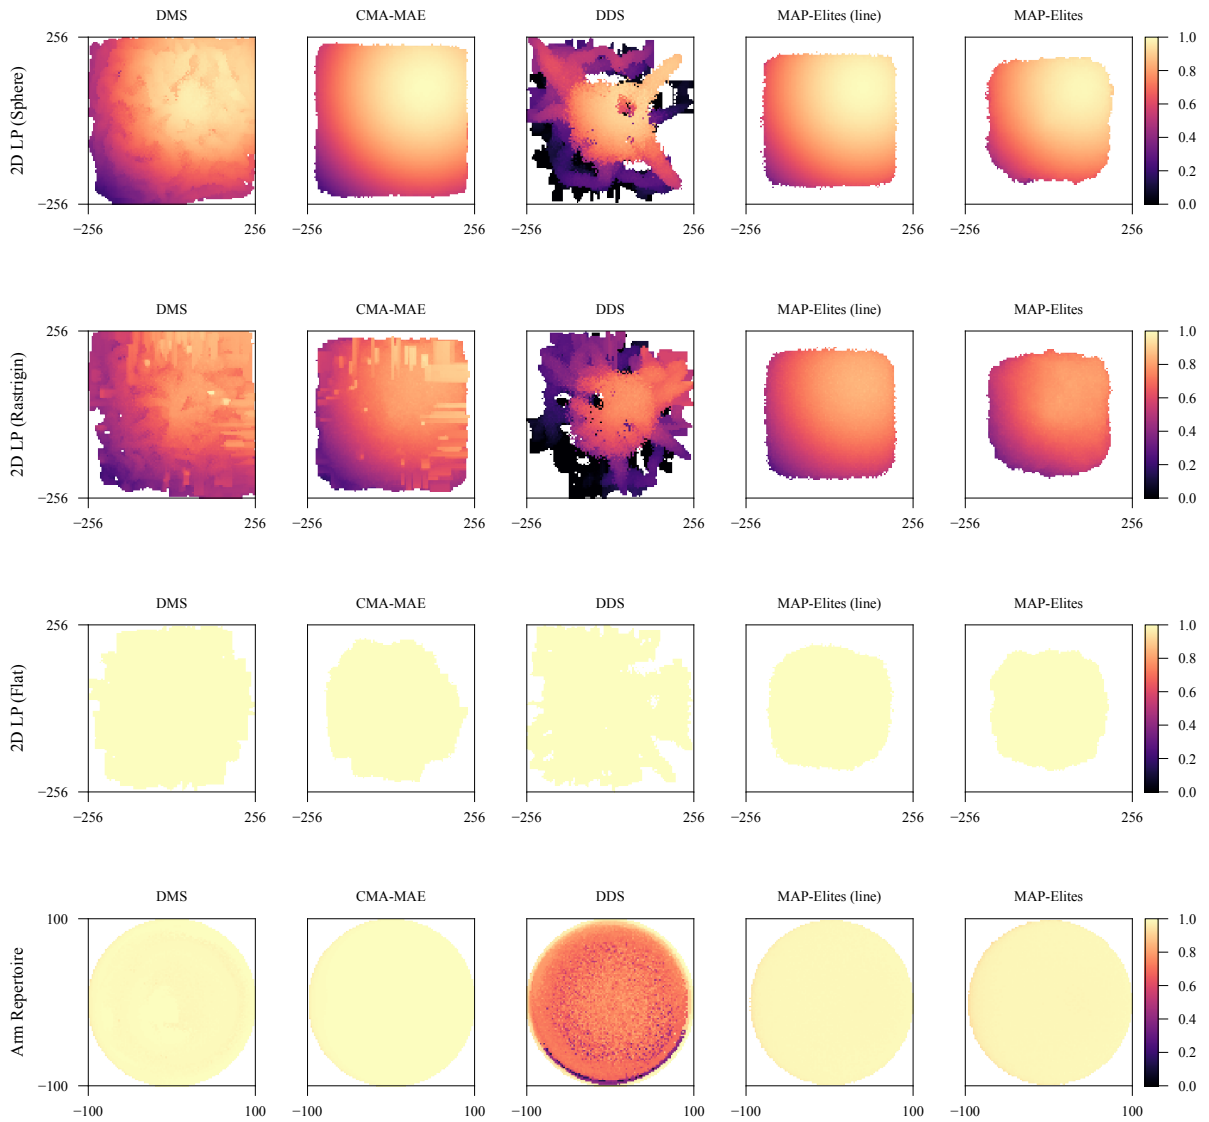 DMS CMA-MAE DDS MAP-Elites (line) MAP-Elites
2D LP (Sphere)
256 −256
−256 256 −256 256 −256 256 −256 256 −256 256
1.0
0.8
0.6
0.4
0.2
0.0
DMS CMA-MAE DDS MAP-Elites (line) MAP-Elites
2D LP (Rastrigin)
256 −256
−256 256 −256 256 −256 256 −256 256 −256 256
1.0
0.8
0.6
0.4
0.2
0.0
DMS CMA-MAE DDS MAP-Elites (line) MAP-Elites
2D LP (Flat)
256 −256
−256 256 −256 256 −256 256 −256 256 −256 256
1.0
0.8
0.6
0.4
0.2
0.0
DMS CMA-MAE DDS MAP-Elites (line) MAP-Elites
Arm Repertoire
100 −100
−100 100 −100 100 −100 100 −100 100 −100 100
1.0
0.8
0.6
0.4
0.2
0.0